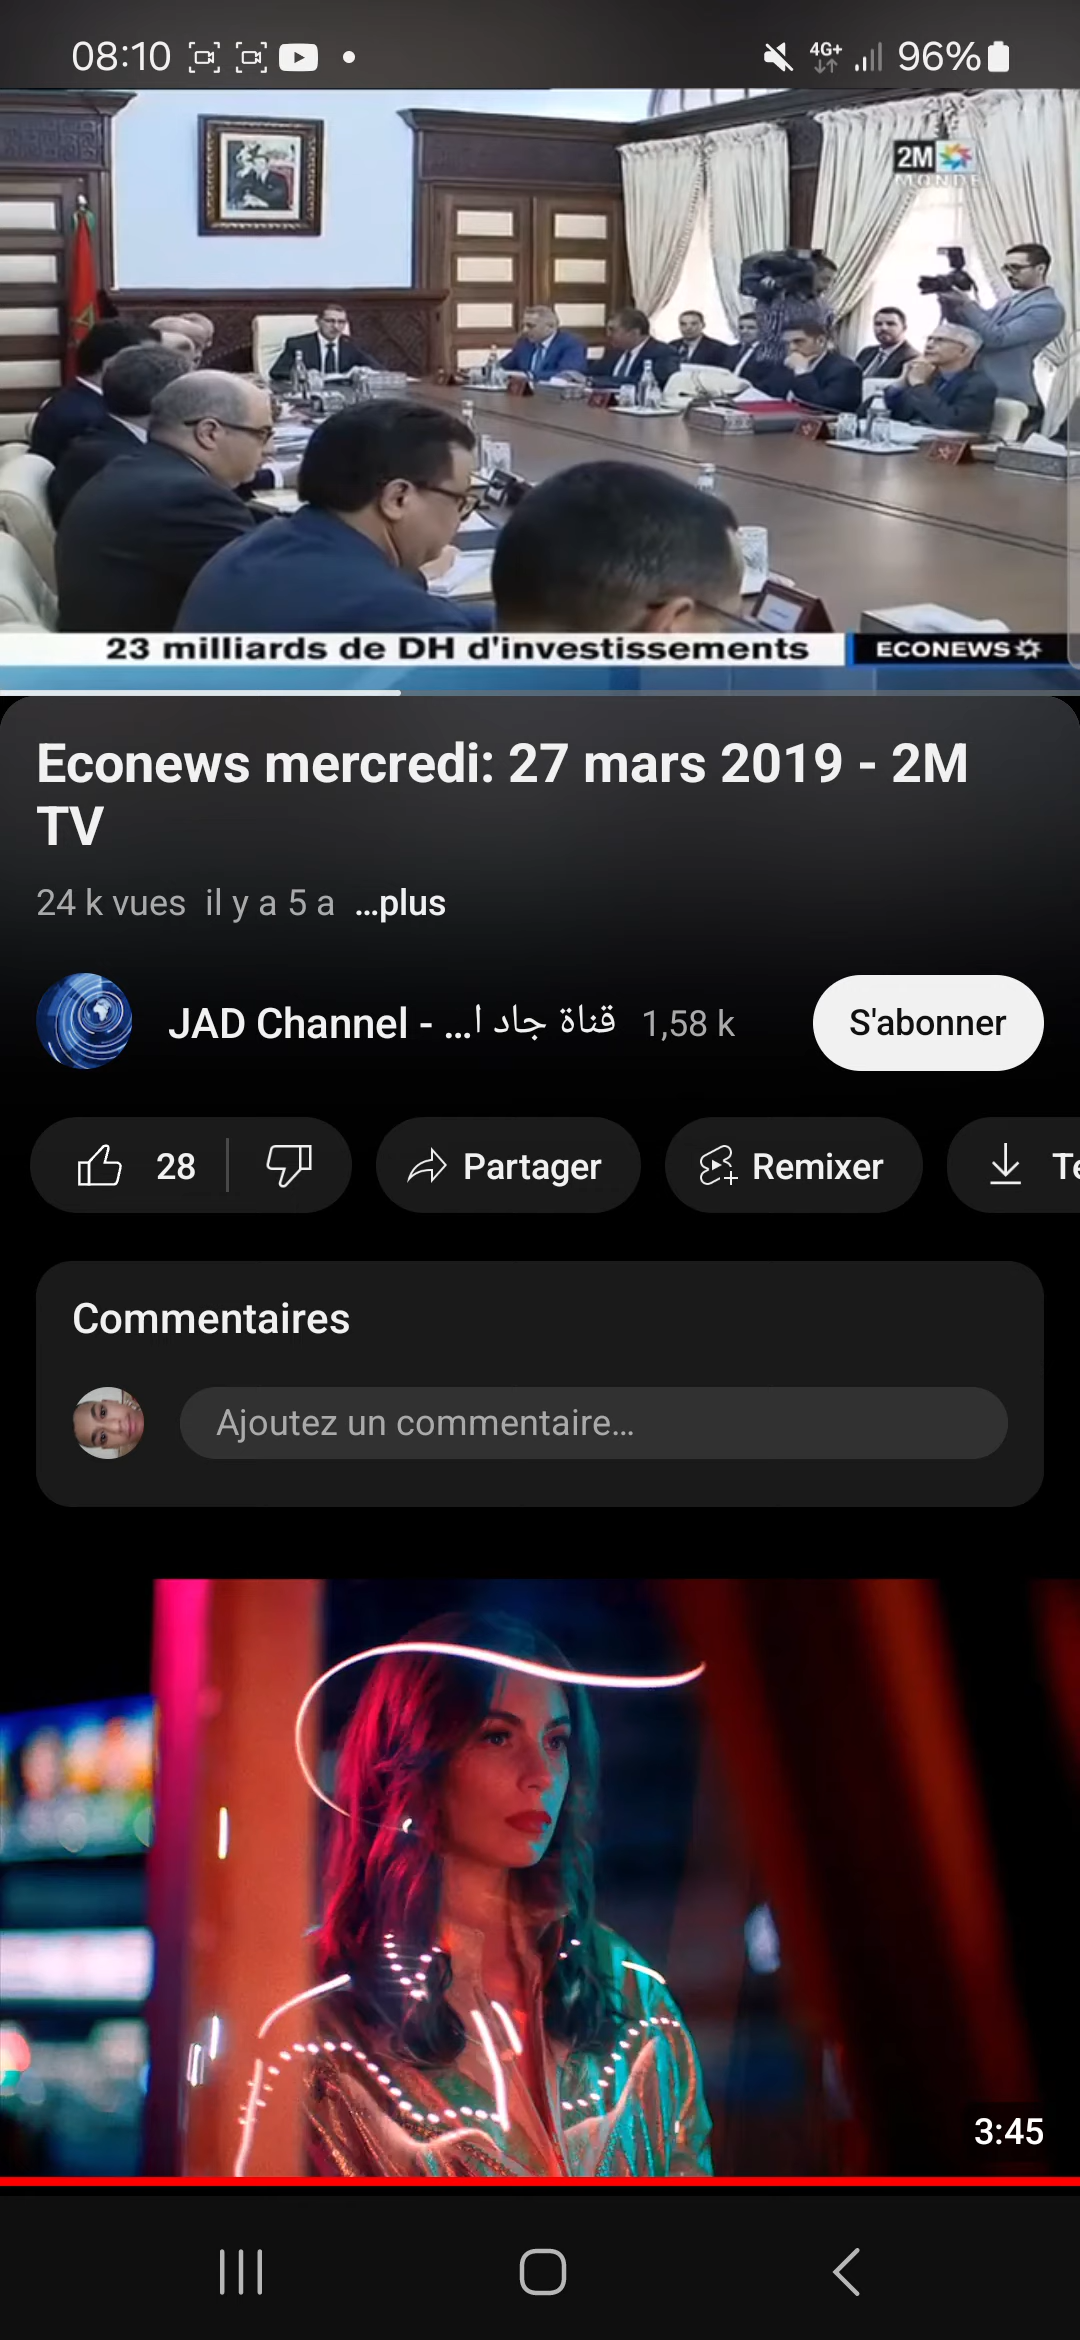 08:10
4G+
96%
2M
MONDE
23 milliards de DH d'investissements
ECONEWS
Econews mercredi: 27 mars 2019 - 2M
TV
24 k vues il y a 5 a ...plus
JAD Channel - قناة جاد ا... 1,58 k
S'abonner
28
Partager
Remixer
Te
Commentaires
Ajoutez un commentaire...
3:45